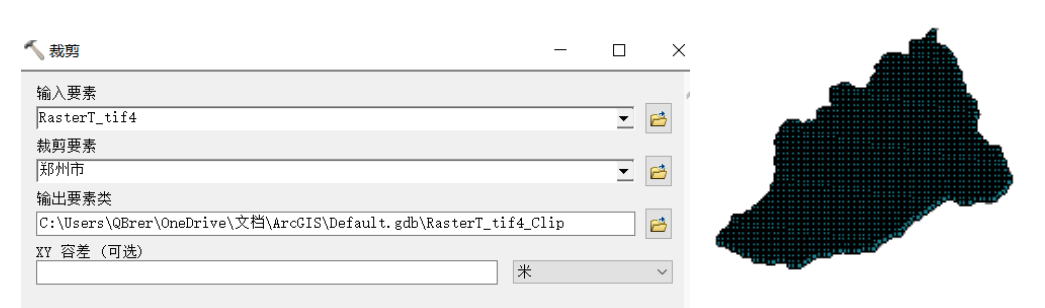 裁剪
输入要素
RasterT_tif4
裁剪要素
郑州市
输出要素类
C:\Users\QBrer\OneDrive\文档\ArcGIS\Default.gdb\RasterT_tif4_Clip
XY 容差 (可选)
米